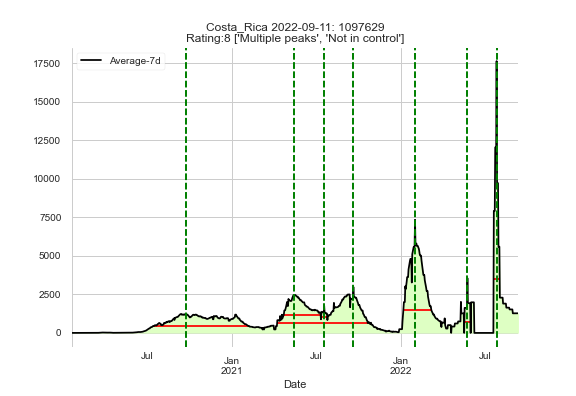 Costa_Rica 2022-09-11: 1097629
Rating:8 ['Multiple peaks', 'Not in control']
Average-7d
17500
15000
12500
10000
7500
5000
2500
0
Jul
Jan
2021
Jul
Jan
2022
Jul
Date